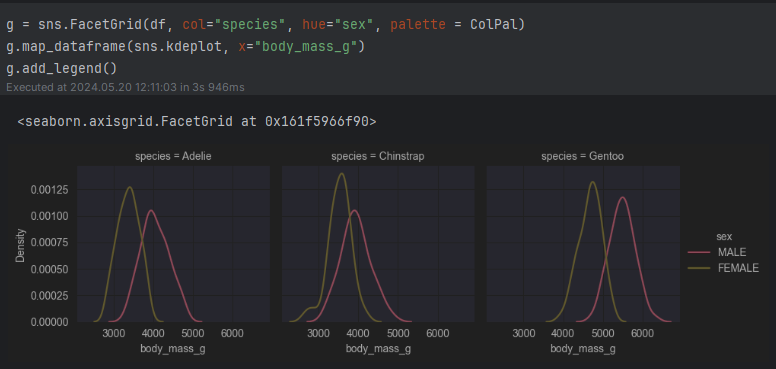 g = sns.FacetGrid(df, col="species", hue="sex", palette = ColPal)
g.map_dataframe(sns.kdeplot, x="body_mass_g")
g.add_legend()
Executed at 2024.05.20 12:11:03 in 3s 946ms
<seaborn.axisgrid.FacetGrid at 0x161f5966f90>
species = Adelie species = Chinstrap species = Gentoo
0.00125
0.00100
0.00075
0.00050
0.00025
0.00000
Density
sex
MALE
FEMALE
3000 4000 5000 6000 3000 4000 5000 6000 3000 4000 5000 6000
body_mass_g body_mass_g body_mass_g